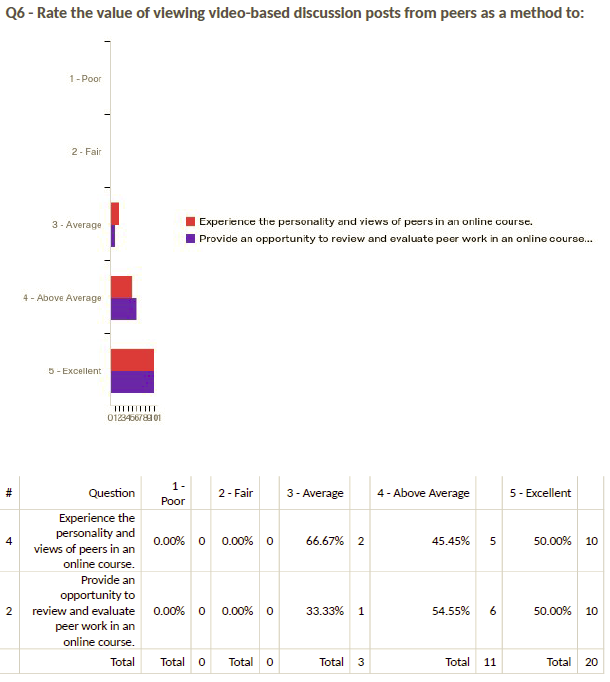 Q6 - Rate the value of viewing video-based discussion posts from peers as a method to:
1 - Poor
2 - Fair
3 - Average
4 - Above Average
5 - Excellent
Experience the personality and views of peers in an online course.
Provide an opportunity to review and evaluate peer work in an online course...
# Question 1 - Poor 2 - Fair 3 - Average 4 - Above Average 5 - Excellent
4 Experience the personality and views of peers in an online course. 0.00% 0 0.00% 0 66.67% 2 45.45% 5 50.00% 10
2 Provide an opportunity to review and evaluate peer work in an online course. 0.00% 0 0.00% 0 33.33% 1 54.55% 6 50.00% 10
Total Total 0 Total 0 Total 3 Total 11 Total 20